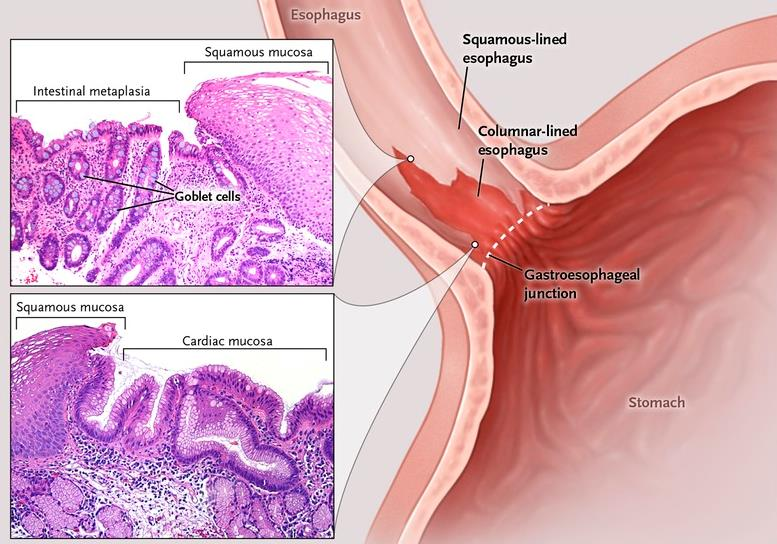 Esophagus
Squamous mucosa
Intestinal metaplasia
Goblet cells
Squamous-lined
esophagus
Columnar-lined
esophagus
Gastroesophageal
junction
Squamous mucosa
Cardiac mucosa
Stomach